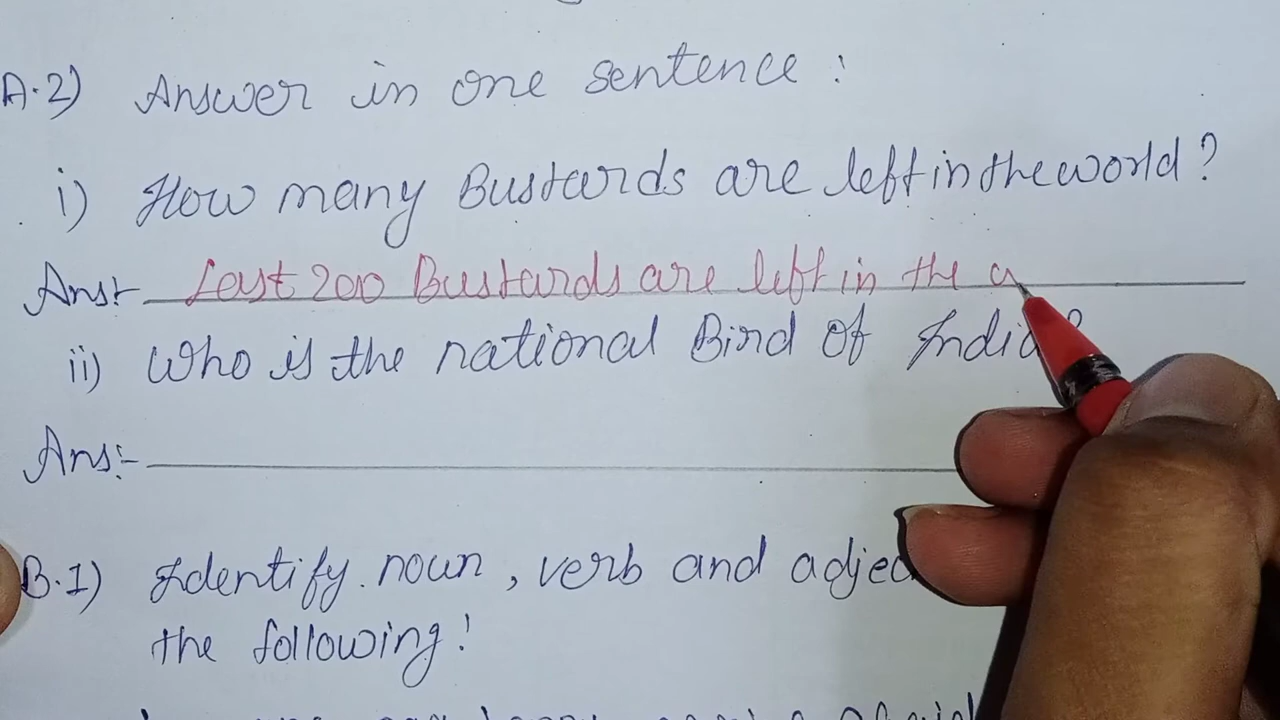 A.2) Answer in one sentence :
i) How many Bustards are left in the world ?
Ans:- Last 200 Bustards are left in the
ii) Who is the national Bird of India?
Ans:-
B.1) Identify noun, verb and
the following: